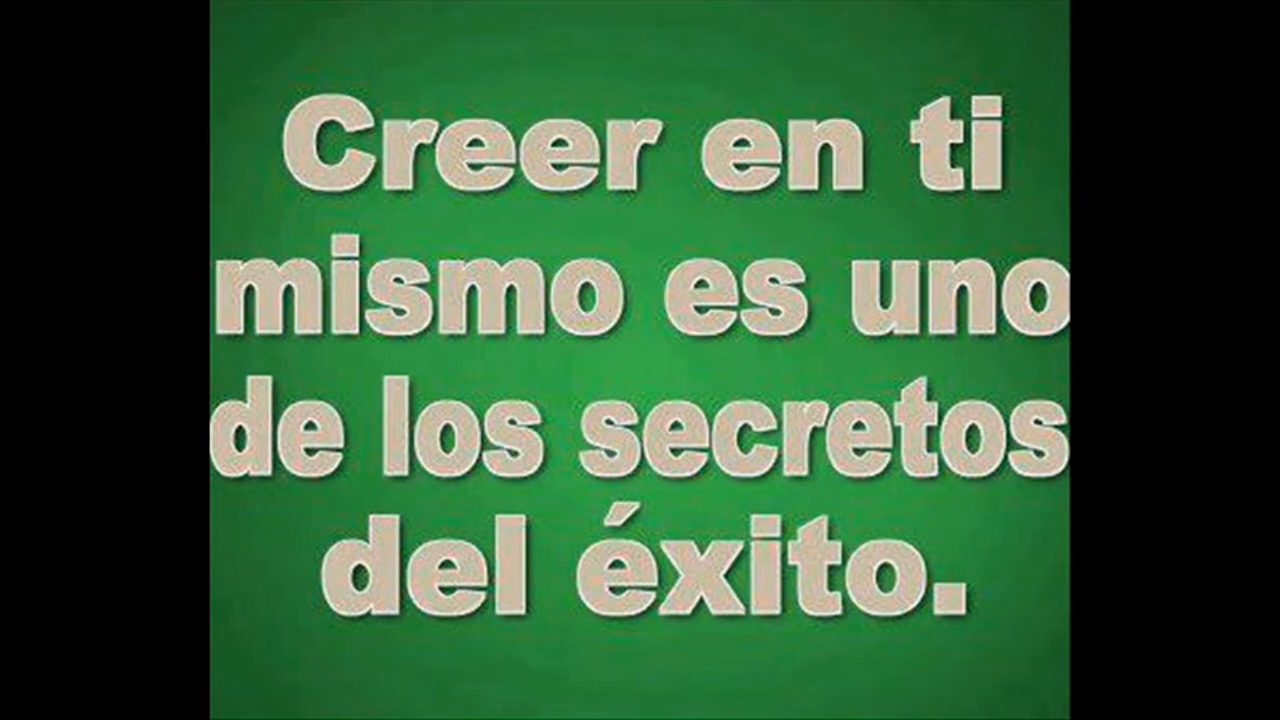 Creer en ti
mismo es uno
de los secretos
del éxito.